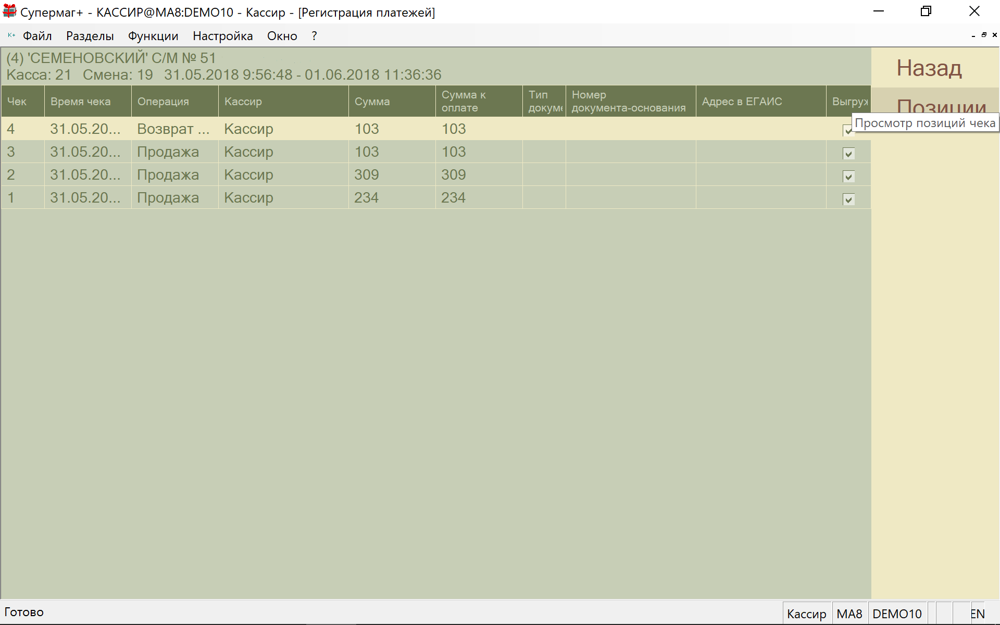 Супермаг+ - КАССИР@MA8:DEMO10 - Кассир - [Регистрация платежей]
K+ Файл Разделы Функции Настройка Окно ?
(4) 'СЕМЕНОВСКИЙ' С/М № 51
Касса: 21 Смена: 19 31.05.2018 9:56:48 - 01.06.2018 11:36:36
Назад
Позиции
Просмотр позиций чека
Чек Время чека Операция Кассир Сумма Сумма к оплате Тип докуме Номер документа-основания Адрес в ЕГАИС Выгруж
4 31.05.20... Возврат ... Кассир 103 103
3 31.05.20... Продажа Кассир 103 103
2 31.05.20... Продажа Кассир 309 309
1 31.05.20... Продажа Кассир 234 234
Готово Кассир MA8 DEMO10 EN